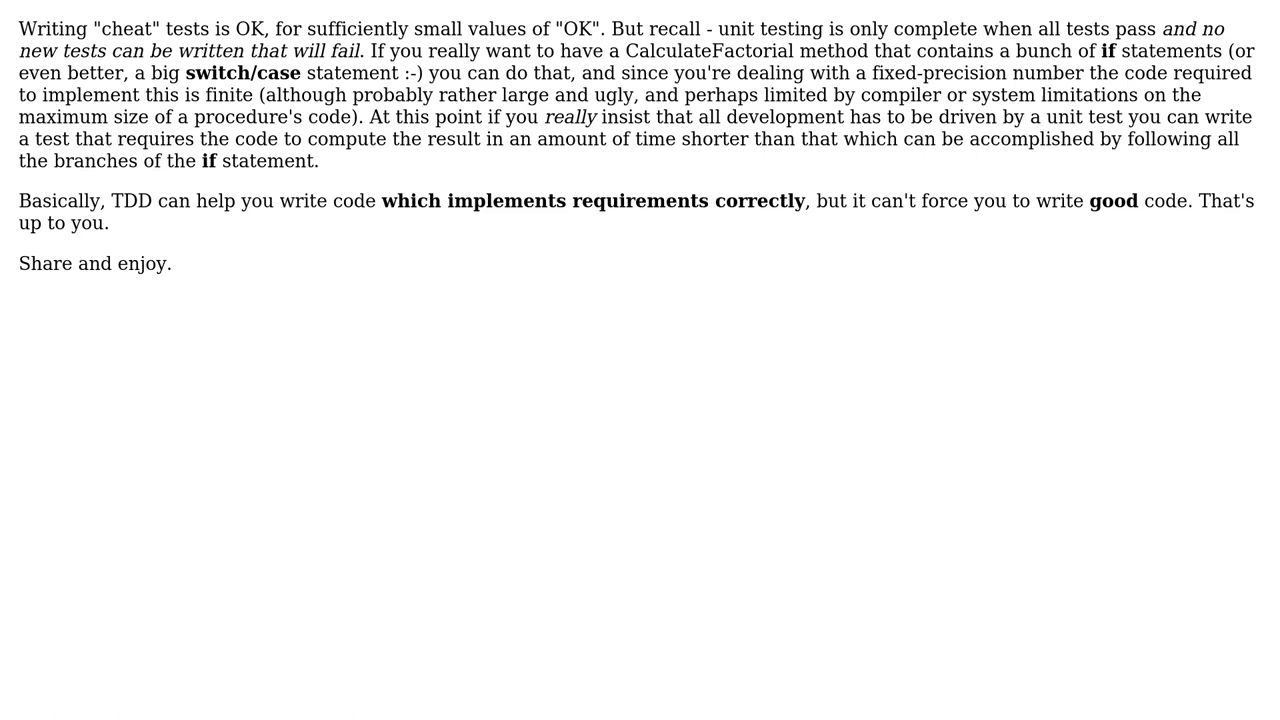 Writing "cheat" tests is OK, for sufficiently small values of "OK". But recall - unit testing is only complete when all tests pass and no
new tests can be written that will fail. If you really want to have a CalculateFactorial method that contains a bunch of if statements (or
even better, a big switch/case statement :-) you can do that, and since you're dealing with a fixed-precision number the code required
to implement this is finite (although probably rather large and ugly, and perhaps limited by compiler or system limitations on the
maximum size of a procedure's code). At this point if you really insist that all development has to be driven by a unit test you can write
a test that requires the code to compute the result in an amount of time shorter than that which can be accomplished by following all
the branches of the if statement.
Basically, TDD can help you write code which implements requirements correctly, but it can't force you to write good code. That's
up to you.
Share and enjoy.